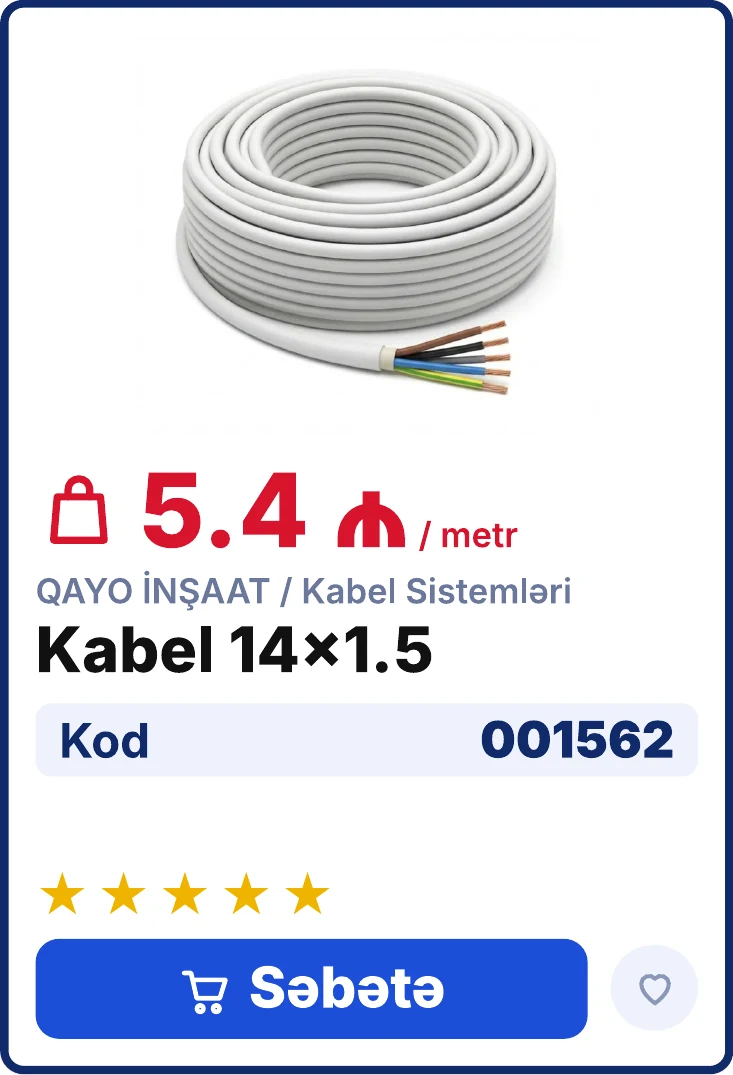 5.4 ₼ / metr
QAYO İNŞAAT / Kabel Sistemləri
Kabel 14×1.5
Kod 001562
Səbətə